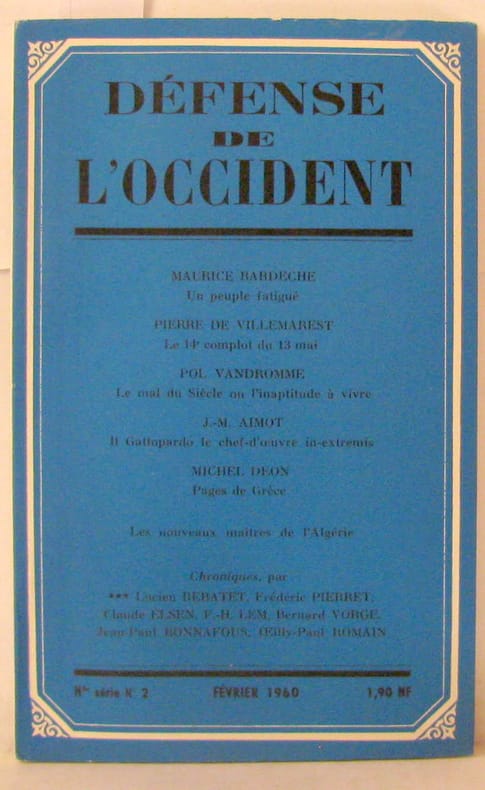 DÉFENSE
DE
L'OCCIDENT
MAURICE BARDECHE
Un peuple fatigué
PIERRE DE VILLEMAREST
Le 14e complot du 13 mai
POL VANDROMME
Le mal du Siècle ou l'inaptitude à vivre
J.-M. AIMOT
Il Gattopardo le chef-d'œuvre in-extremis
MICHEL DEON
Pages de Grèce
Les nouveaux maîtres de l'Algérie
Chroniques, par
*** Lucien REBATET, Frédéric PIERRET,
Claude ELSEN, F.-H. LEM, Bernard VORGE,
Jean-Paul BONNAFOUS, Œilly-Paul ROMAIN
Nlle série N° 2 FÉVRIER 1960 1,90 NF